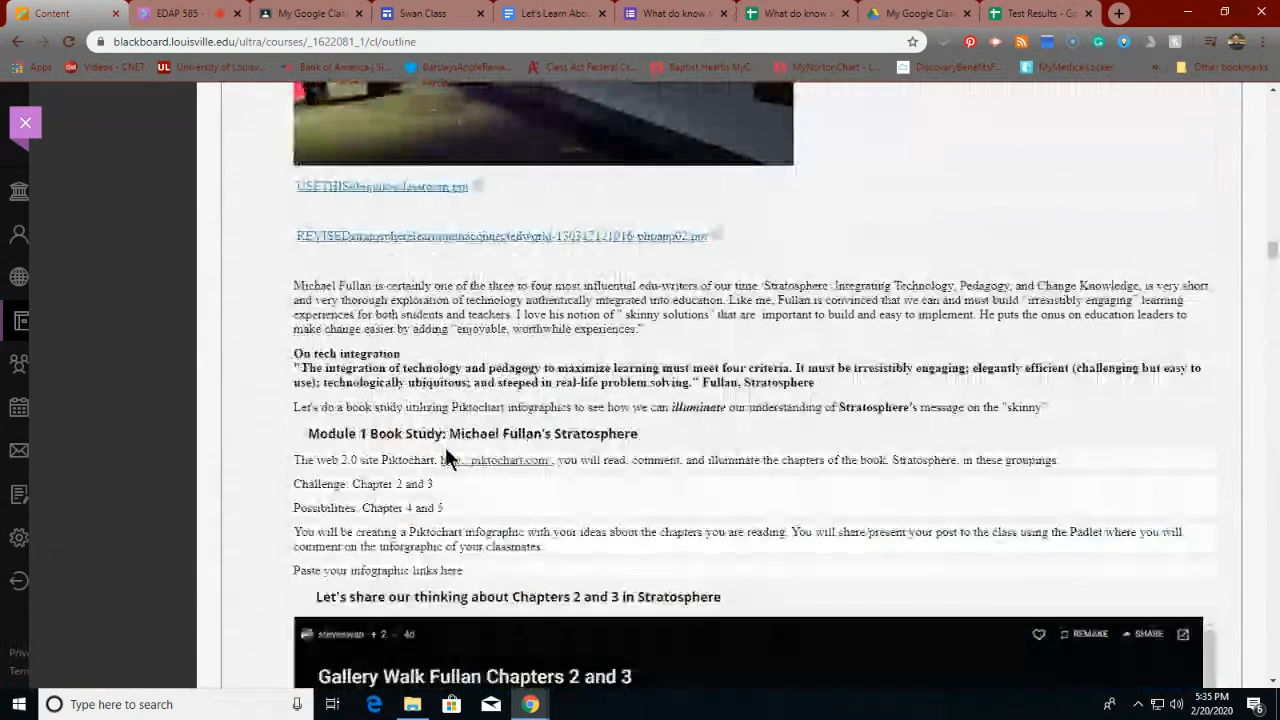 Content
EDAP 585 -
My Google Cl
Swan Class
Let's Learn Abou
What do know a
What do know a
My Google Cl
Test Results - Go
blackboard.louisville.edu/ultra/courses/_1622081_1/cl/outline
Apps
Videos - CNET
University of Louisv...
Bank of America | Si...
BarclaysAppleRewa...
Class Act Federal Cr...
Baptist Health MyC
MyNortonChart - L...
DiscoveryBenefitsF...
MyMedicalLocker
»
Other bookmarks
Michael Fullan is certainly one of the three to four most influential edu-writers of our time. Stratosphere: Integrating Technology, Pedagogy, and Change Knowledge, is very short
and very thorough exploration of technology authentically integrated into education. Like me, Fullan is convinced that we can and must build "irresistibly engaging" learning
experiences for both students and teachers. I love his notion of " skinny solutions" that are important to build and easy to implement. He puts the onus on education leaders to
make change easier by adding "enjoyable, worthwhile experiences."
On tech integration
"The integration of technology and pedagogy to maximize learning must meet four criteria. It must be irresistibly engaging; elegantly efficient (challenging but easy to
use); technologically ubiquitous; and steeped in real-life problem solving." Fullan, Stratosphere
Let's do a book study utilizing Piktochart infographics to see how we can illuminate our understanding of Stratosphere's message on the "skinny"
Module 1 Book Study: Michael Fullan's Stratosphere
The web 2.0 site Piktochart, piktochart.com , you will read, comment, and illuminate the chapters of the book, Stratosphere, in these groupings.
Challenge: Chapter 2 and 3
Possibilities: Chapter 4 and 5
You will be creating a Piktochart infographic with your ideas about the chapters you are reading. You will share/present your post to the class using the Padlet where you will
comment on the inforgraphic of your classmates.
Paste your infographic links here
Let's share our thinking about Chapters 2 and 3 in Stratosphere
steveswan + 2 - 4d
REMAKE
SHARE
Gallery Walk Fullan Chapters 2 and 3
Priv
Term
Type here to search
5:35 PM
2/20/2020
6